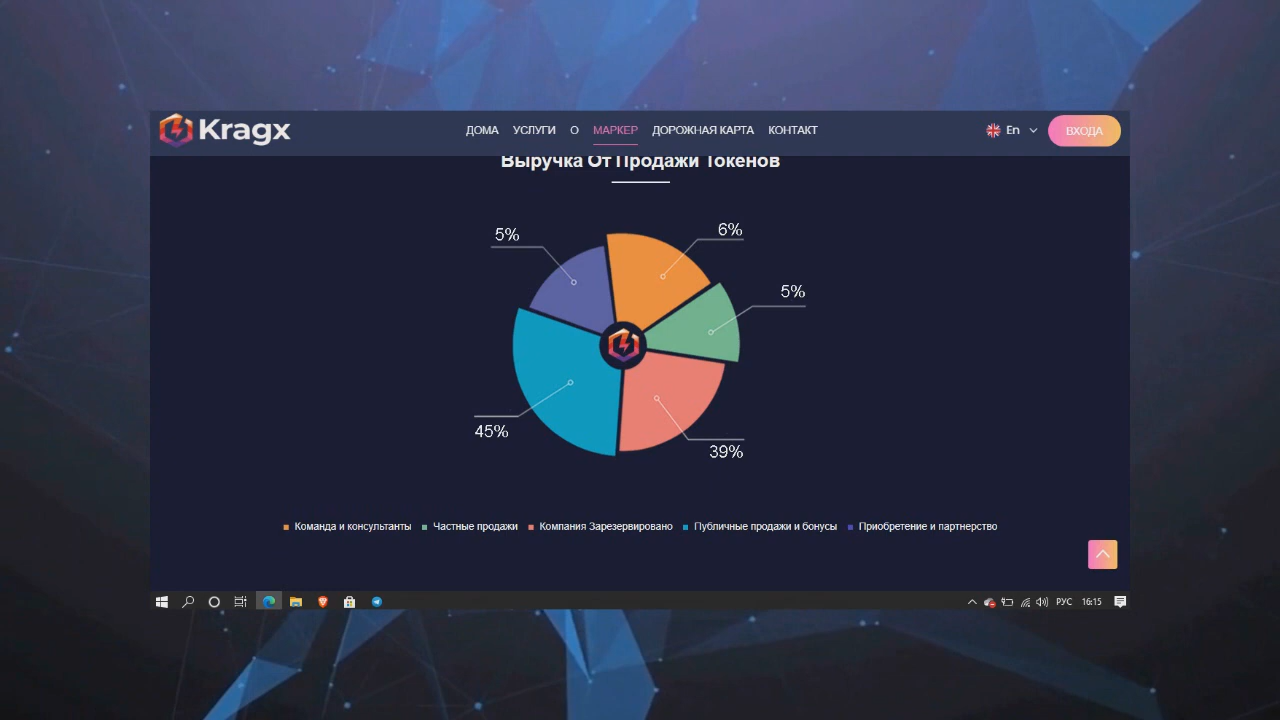 Kragx
ДОМА УСЛУГИ О МАРКЕР ДОРОЖНАЯ КАРТА КОНТАКТ
En
ВХОДА
Выручка От Продажи Токенов
5%
6%
5%
45%
39%
Команда и консультанты Частные продажи Компания Зарезервировано Публичные продажи и бонусы Приобретение и партнерство
РУС 16:15